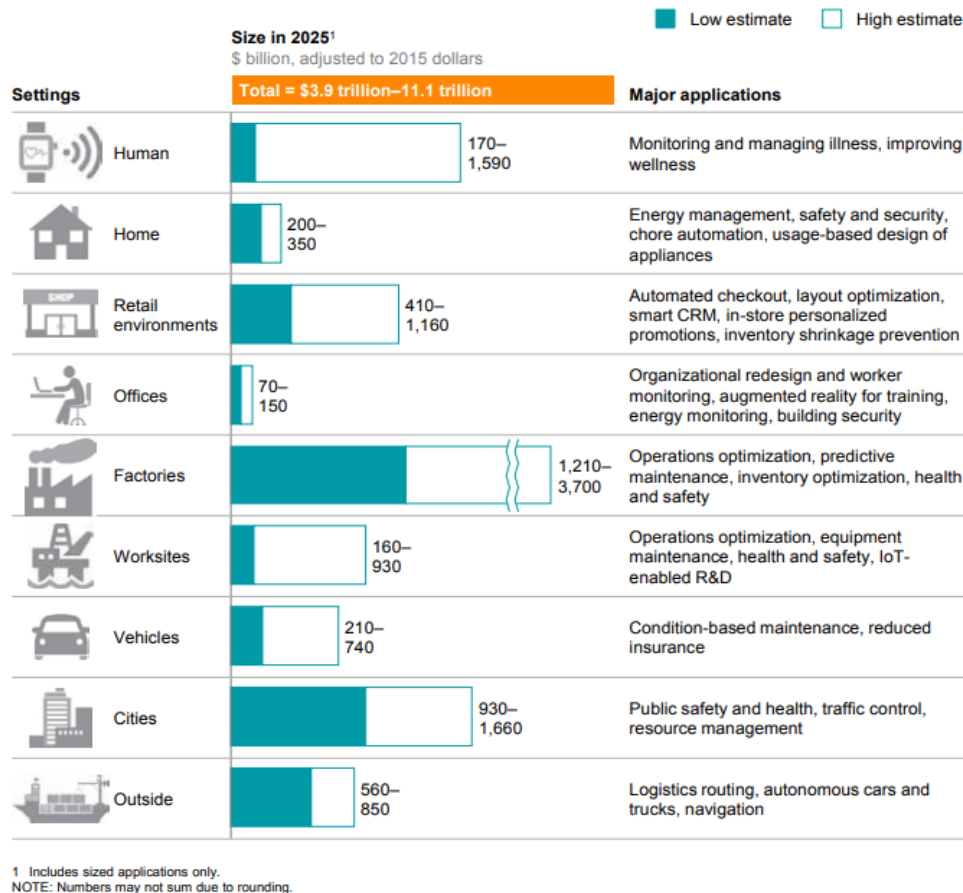 Low estimate
High estimate
Size in 2025¹
$ billion, adjusted to 2015 dollars
Settings
Total = $3.9 trillion–11.1 trillion
Major applications
Human
170–
1,590
Monitoring and managing illness, improving
wellness
Home
200–
350
Energy management, safety and security,
chore automation, usage-based design of
appliances
SHOP
Retail
environments
410–
1,160
Automated checkout, layout optimization,
smart CRM, in-store personalized
promotions, inventory shrinkage prevention
Offices
70–
150
Organizational redesign and worker
monitoring, augmented reality for training,
energy monitoring, building security
Factories
1,210–
3,700
Operations optimization, predictive
maintenance, inventory optimization, health
and safety
Worksites
160–
930
Operations optimization, equipment
maintenance, health and safety, IoT-
enabled R&D
Vehicles
210–
740
Condition-based maintenance, reduced
insurance
Cities
930–
1,660
Public safety and health, traffic control,
resource management
Outside
560–
850
Logistics routing, autonomous cars and
trucks, navigation
1 Includes sized applications only.
NOTE: Numbers may not sum due to rounding.